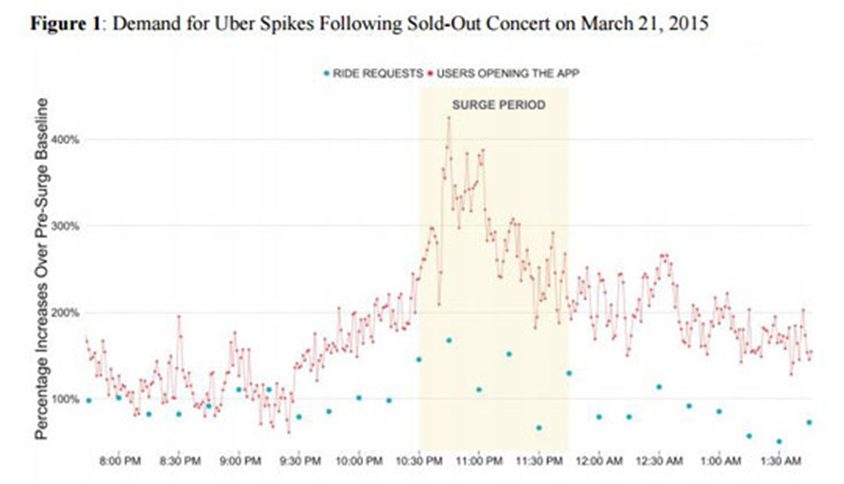 Figure 1: Demand for Uber Spikes Following Sold-Out Concert on March 21, 2015
RIDE REQUESTS USERS OPENING THE APP
SURGE PERIOD
Percentage Increases Over Pre-Surge Baseline
400%
300%
200%
100%
8:00 PM 8:30 PM 9:00 PM 9:30 PM 10:00 PM 10:30 PM 11:00 PM 11:30 PM 12:00 AM 12:30 AM 1:00 AM 1:30 AM